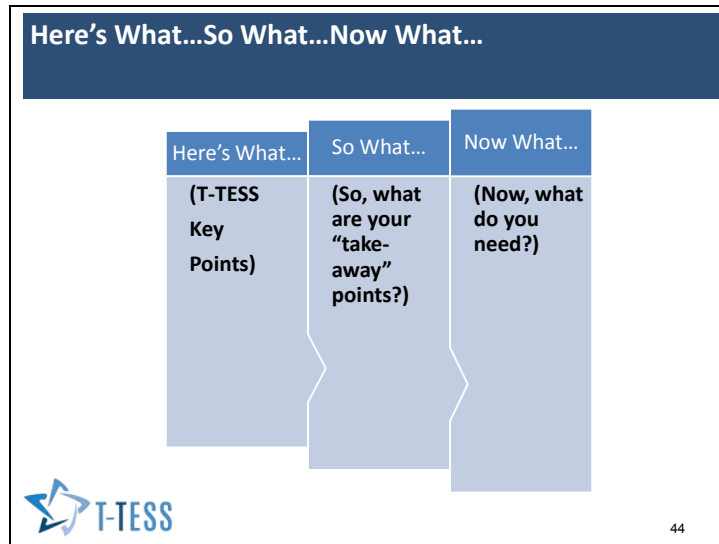 Here's What…So What…Now What…
Here's What…
So What…
Now What…
(T-TESS
Key
Points)
(So, what
are your
“take-
away”
points?)
(Now, what
do you
need?)
T-TESS
44